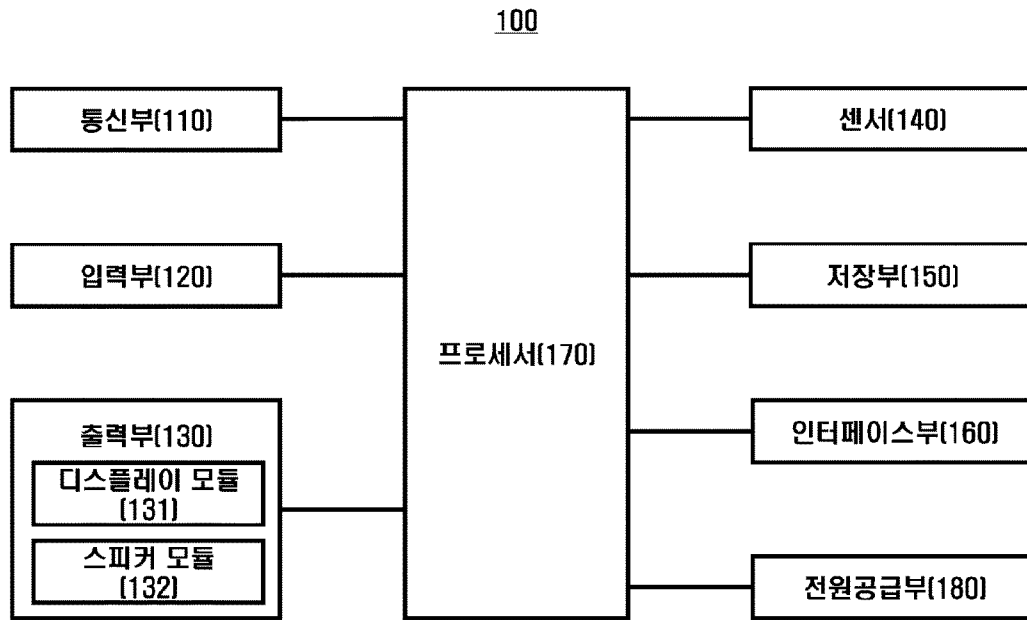 100
통신부(110)
입력부(120)
출력부(130)
디스플레이 모듈
(131)
스피커 모듈
(132)
프로세서(170)
센서(140)
저장부(150)
인터페이스부(160)
전원공급부(180)